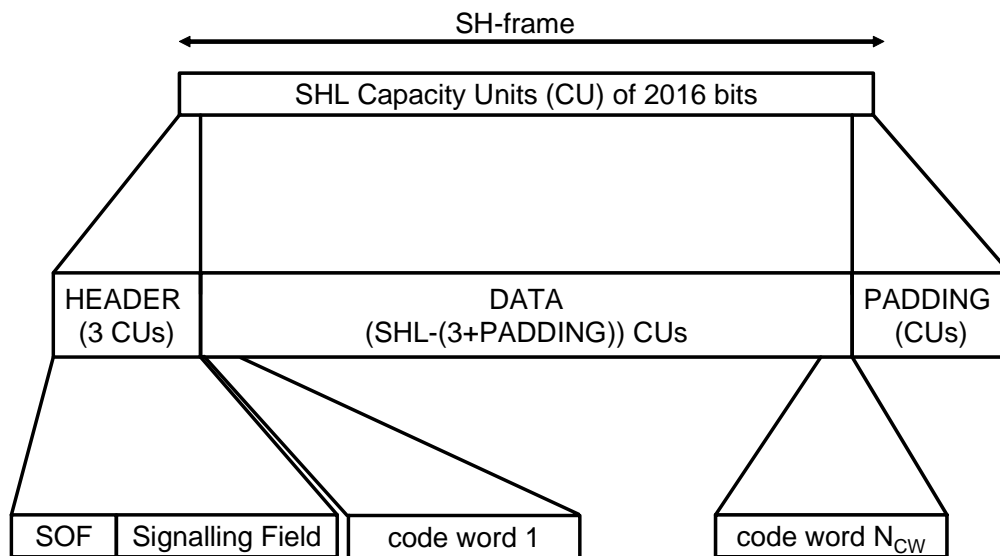 SH-frame
SHL Capacity Units (CU) of 2016 bits
HEADER
(3 CUs)
DATA
(SHL-(3+PADDING)) CUs
PADDING
(CUs)
SOF
Signalling Field
code word 1
code word N_CW